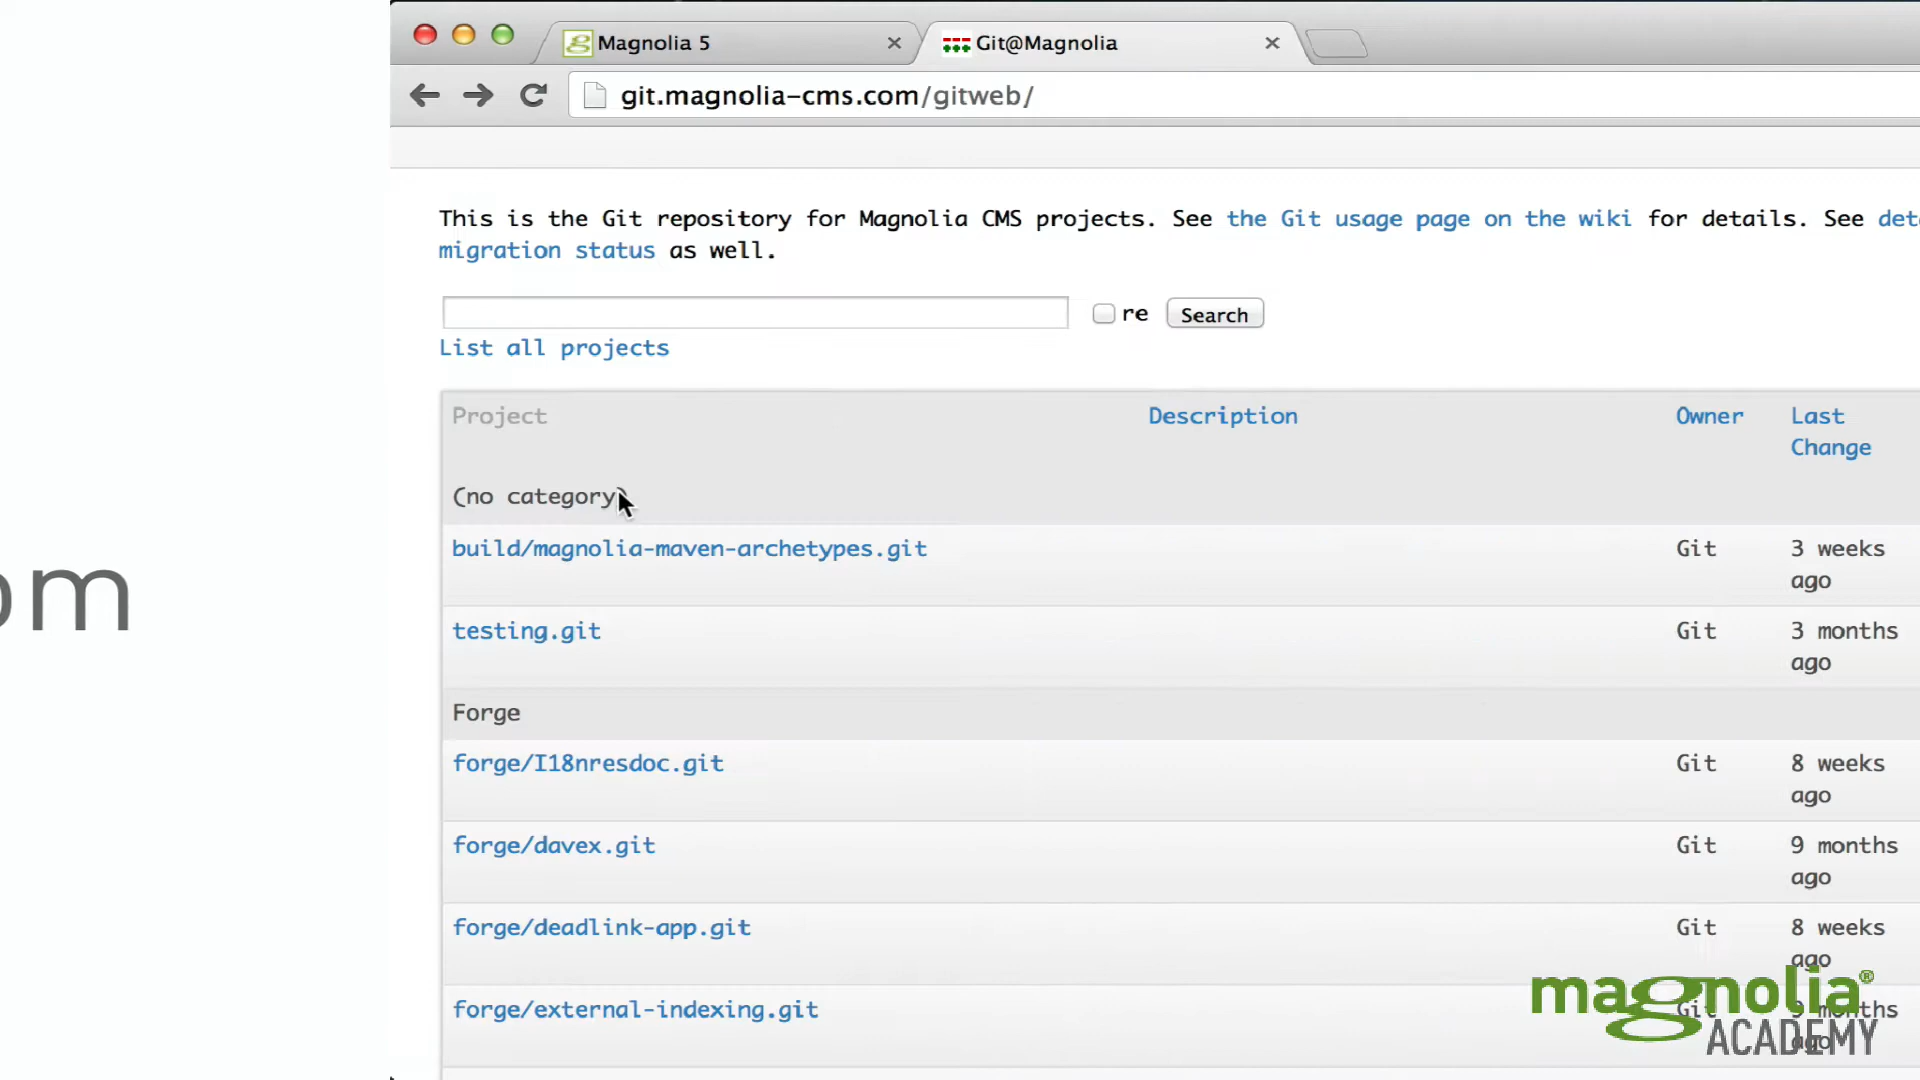 Magnolia 5
Git@Magnolia
git.magnolia-cms.com/gitweb/
This is the Git repository for Magnolia CMS projects. See the Git usage page on the wiki for details. See
migration status as well.
re Search
List all projects
Project Description Owner Last Change
(no category)
build/magnolia-maven-archetypes.git Git 3 weeks ago
testing.git Git 3 months ago
Forge
forge/I18nresdoc.git Git 8 weeks ago
forge/davex.git Git 9 months ago
forge/deadlink-app.git Git 8 weeks ago
forge/external-indexing.git Git 9 months ago
om
magnolia®
ACADEMY